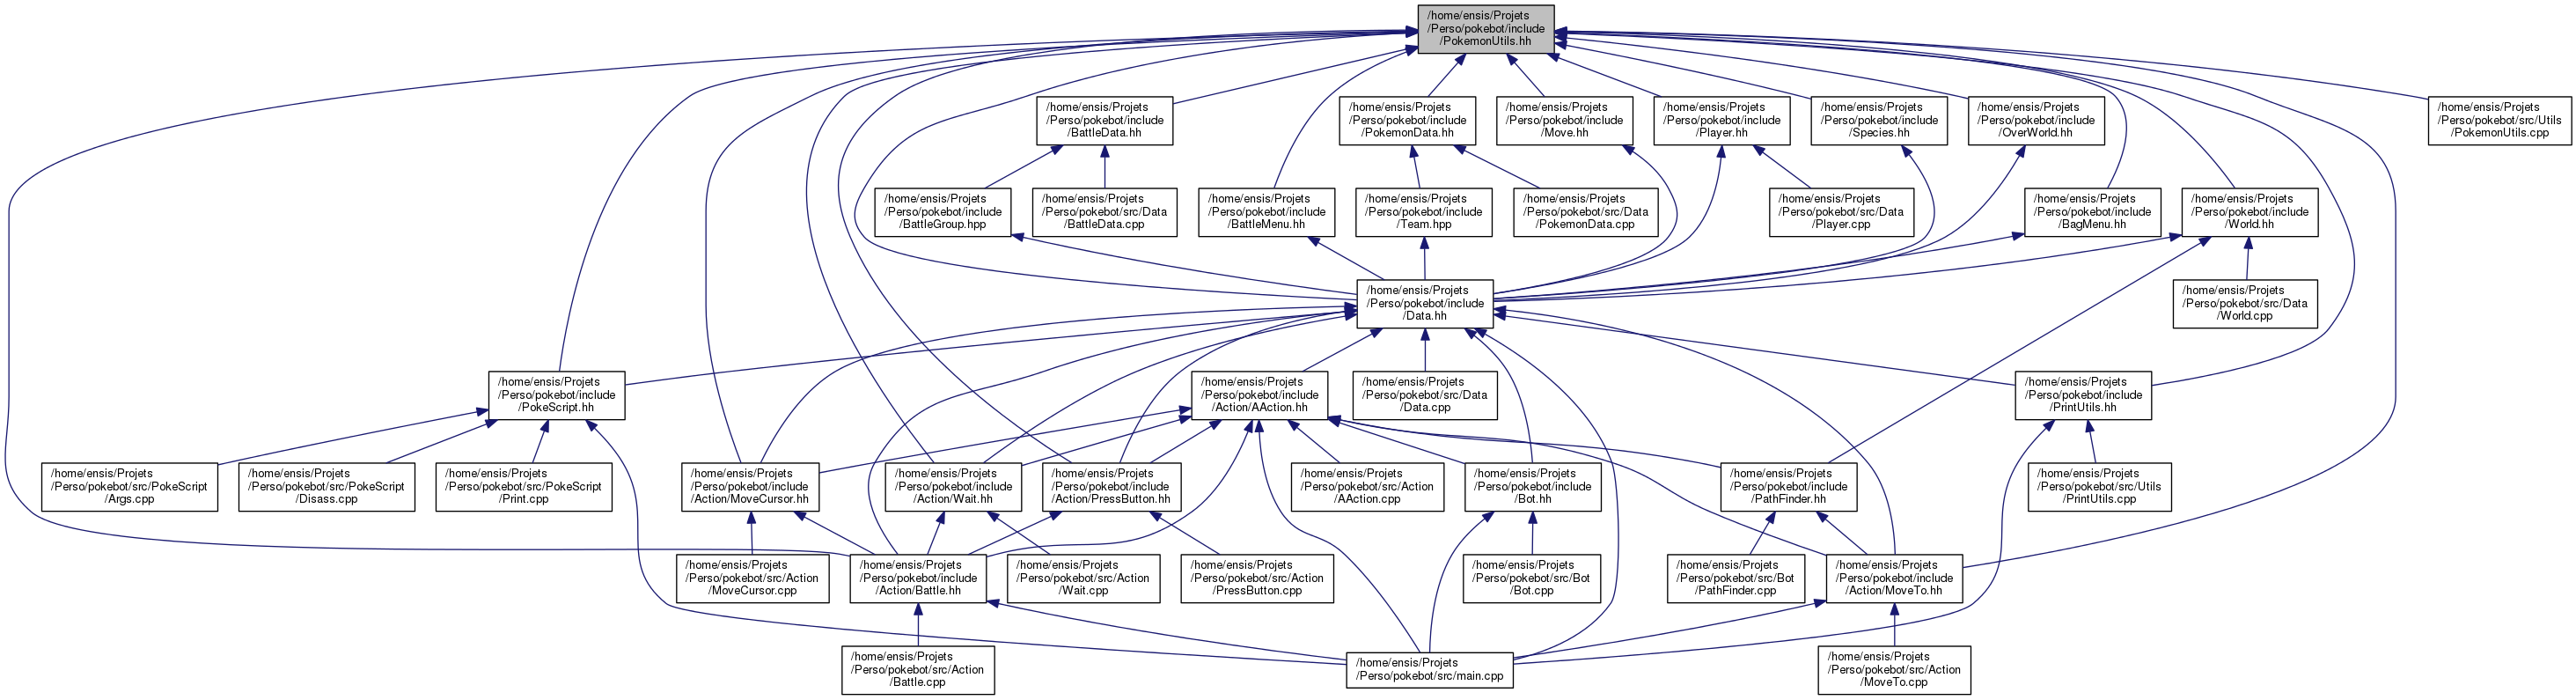 /home/ensis/Projets
/Perso/pokebot/include
/PokemonUtils.hh
/home/ensis/Projets
/Perso/pokebot/include
/BattleData.hh
/home/ensis/Projets
/Perso/pokebot/include
/PokemonData.hh
/home/ensis/Projets
/Perso/pokebot/include
/Move.hh
/home/ensis/Projets
/Perso/pokebot/include
/Player.hh
/home/ensis/Projets
/Perso/pokebot/include
/Species.hh
/home/ensis/Projets
/Perso/pokebot/include
/OverWorld.hh
/home/ensis/Projets
/Perso/pokebot/src/Utils
/PokemonUtils.cpp
/home/ensis/Projets
/Perso/pokebot/include
/BattleGroup.hpp
/home/ensis/Projets
/Perso/pokebot/src/Data
/BattleData.cpp
/home/ensis/Projets
/Perso/pokebot/include
/BattleMenu.hh
/home/ensis/Projets
/Perso/pokebot/include
/Team.hpp
/home/ensis/Projets
/Perso/pokebot/src/Data
/PokemonData.cpp
/home/ensis/Projets
/Perso/pokebot/src/Data
/Player.cpp
/home/ensis/Projets
/Perso/pokebot/include
/BagMenu.hh
/home/ensis/Projets
/Perso/pokebot/include
/World.hh
/home/ensis/Projets
/Perso/pokebot/include
/Data.hh
/home/ensis/Projets
/Perso/pokebot/src/Data
/World.cpp
/home/ensis/Projets
/Perso/pokebot/include
/PokeScript.hh
/home/ensis/Projets
/Perso/pokebot/include
/Action/AAction.hh
/home/ensis/Projets
/Perso/pokebot/src/Data
/Data.cpp
/home/ensis/Projets
/Perso/pokebot/include
/PrintUtils.hh
/home/ensis/Projets
/Perso/pokebot/src/PokeScript
/Args.cpp
/home/ensis/Projets
/Perso/pokebot/src/PokeScript
/Disass.cpp
/home/ensis/Projets
/Perso/pokebot/src/PokeScript
/Print.cpp
/home/ensis/Projets
/Perso/pokebot/include
/Action/MoveCursor.hh
/home/ensis/Projets
/Perso/pokebot/include
/Action/Wait.hh
/home/ensis/Projets
/Perso/pokebot/include
/Action/PressButton.hh
/home/ensis/Projets
/Perso/pokebot/src/Action
/AAction.cpp
/home/ensis/Projets
/Perso/pokebot/include
/Bot.hh
/home/ensis/Projets
/Perso/pokebot/include
/PathFinder.hh
/home/ensis/Projets
/Perso/pokebot/src/Utils
/PrintUtils.cpp
/home/ensis/Projets
/Perso/pokebot/src/Action
/MoveCursor.cpp
/home/ensis/Projets
/Perso/pokebot/include
/Action/Battle.hh
/home/ensis/Projets
/Perso/pokebot/src/Action
/Wait.cpp
/home/ensis/Projets
/Perso/pokebot/src/Action
/PressButton.cpp
/home/ensis/Projets
/Perso/pokebot/src/Bot
/Bot.cpp
/home/ensis/Projets
/Perso/pokebot/src/Bot
/PathFinder.cpp
/home/ensis/Projets
/Perso/pokebot/include
/Action/MoveTo.hh
/home/ensis/Projets
/Perso/pokebot/src/Action
/Battle.cpp
/home/ensis/Projets
/Perso/pokebot/src/main.cpp
/home/ensis/Projets
/Perso/pokebot/src/Action
/MoveTo.cpp